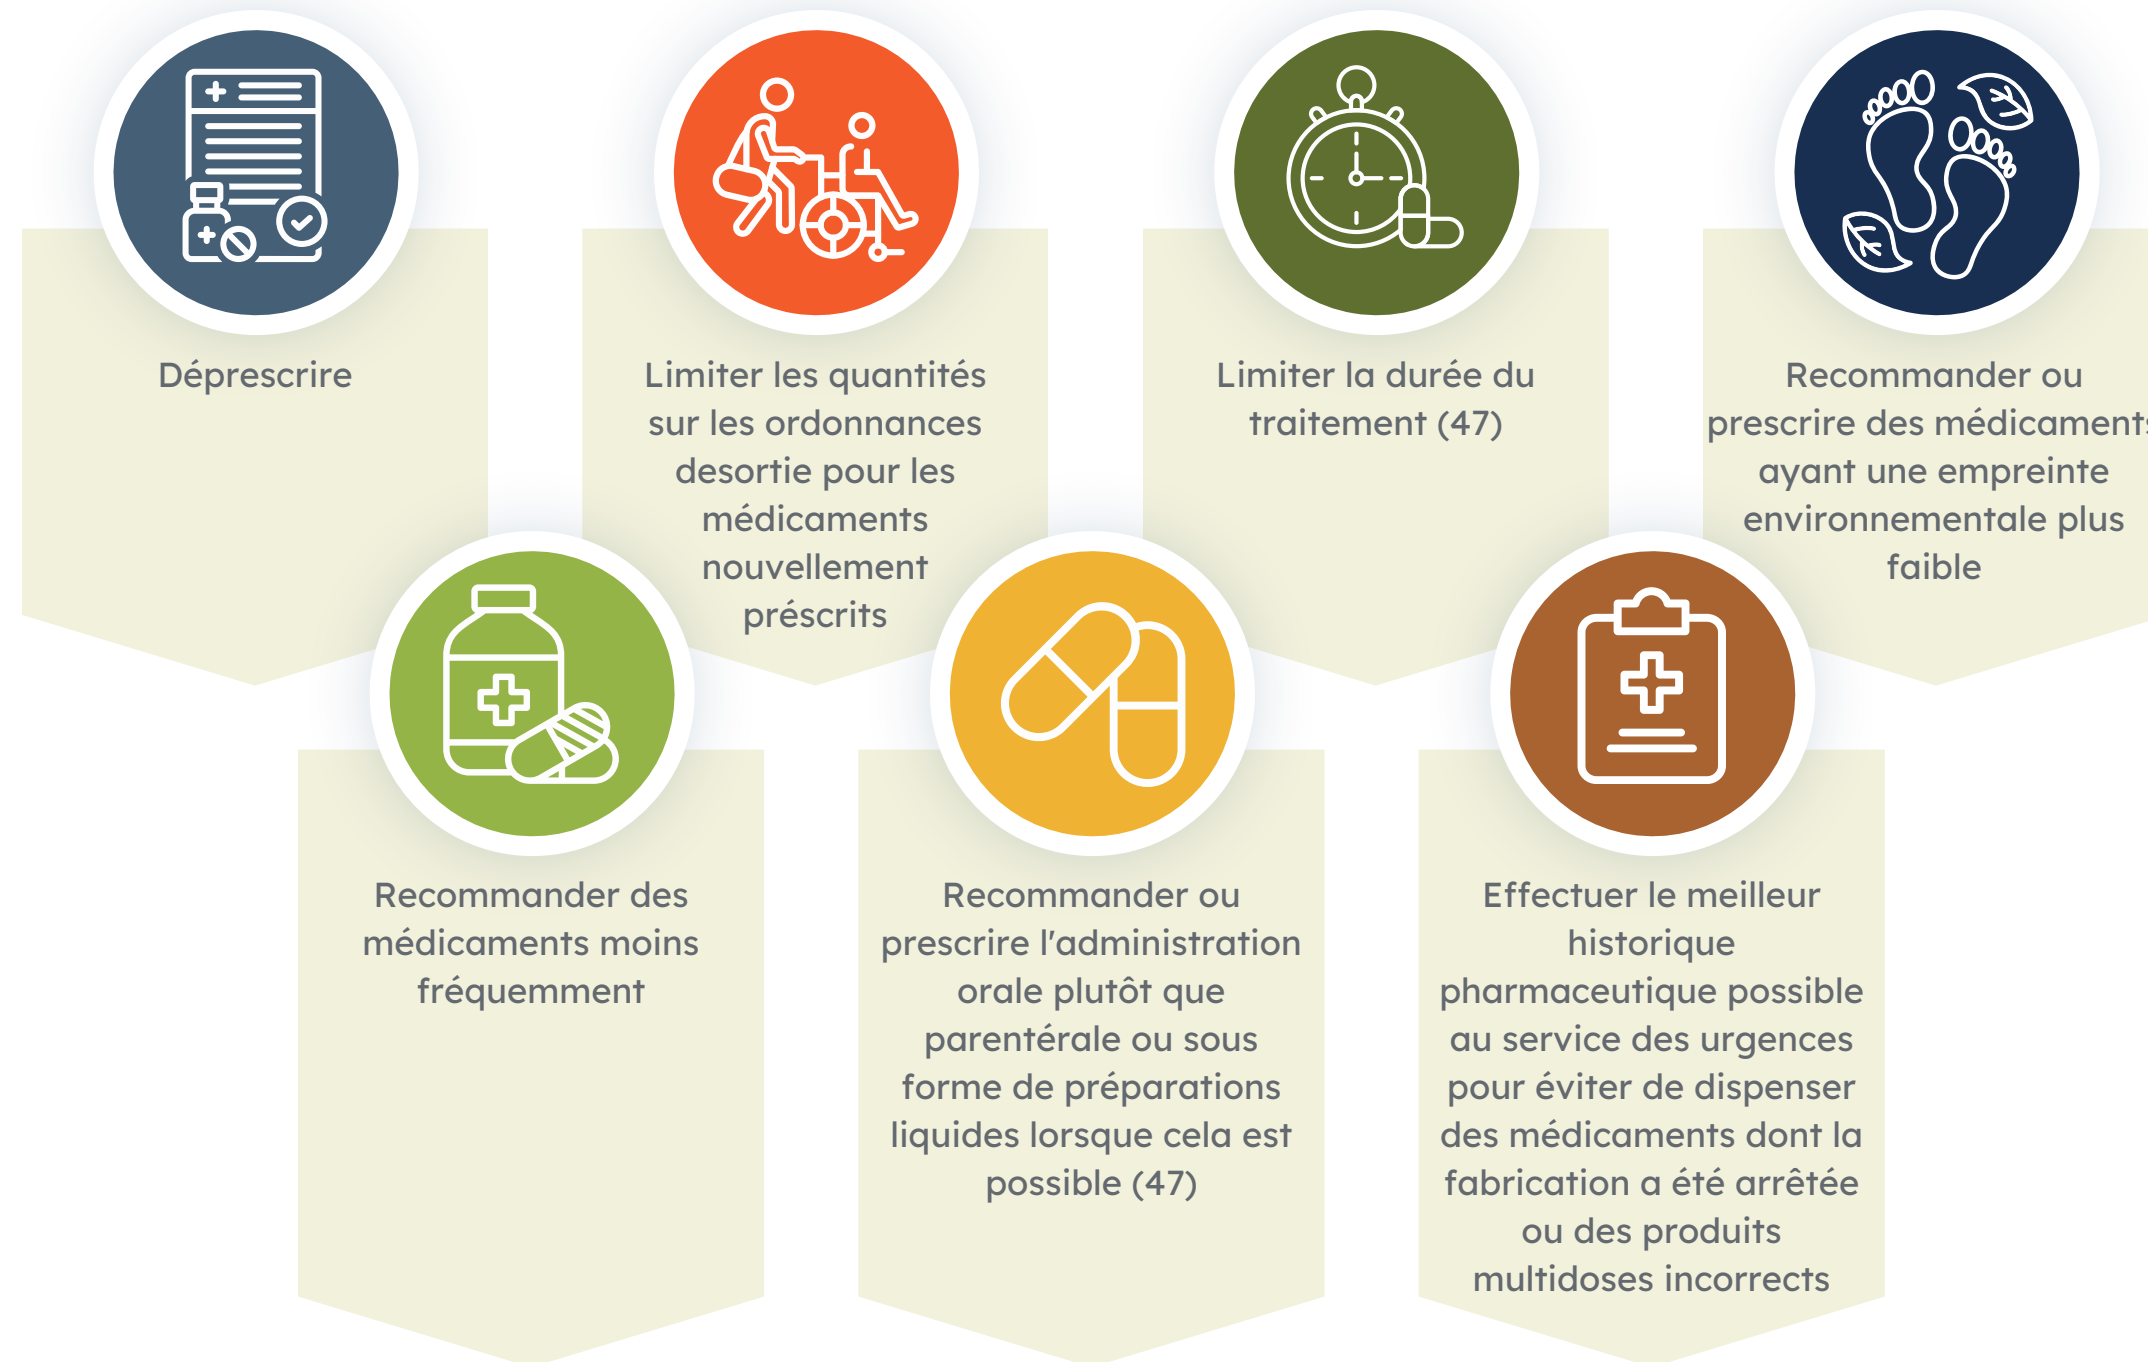 Déprescrire
Limiter les quantités
sur les ordonnances
desortie pour les
médicaments
nouvellement
préscrits
Limiter la durée du
traitement (47)
Recommander ou
prescrire des médicaments
ayant une empreinte
environnementale plus
faible
Recommander des
médicaments moins
fréquemment
Recommander ou
prescrire l'administration
orale plutôt que
parentérale ou sous
forme de préparations
liquides lorsque cela est
possible (47)
Effectuer le meilleur
historique
pharmaceutique possible
au service des urgences
pour éviter de dispenser
des médicaments dont la
fabrication a été arrêtée
ou des produits
multidoses incorrects